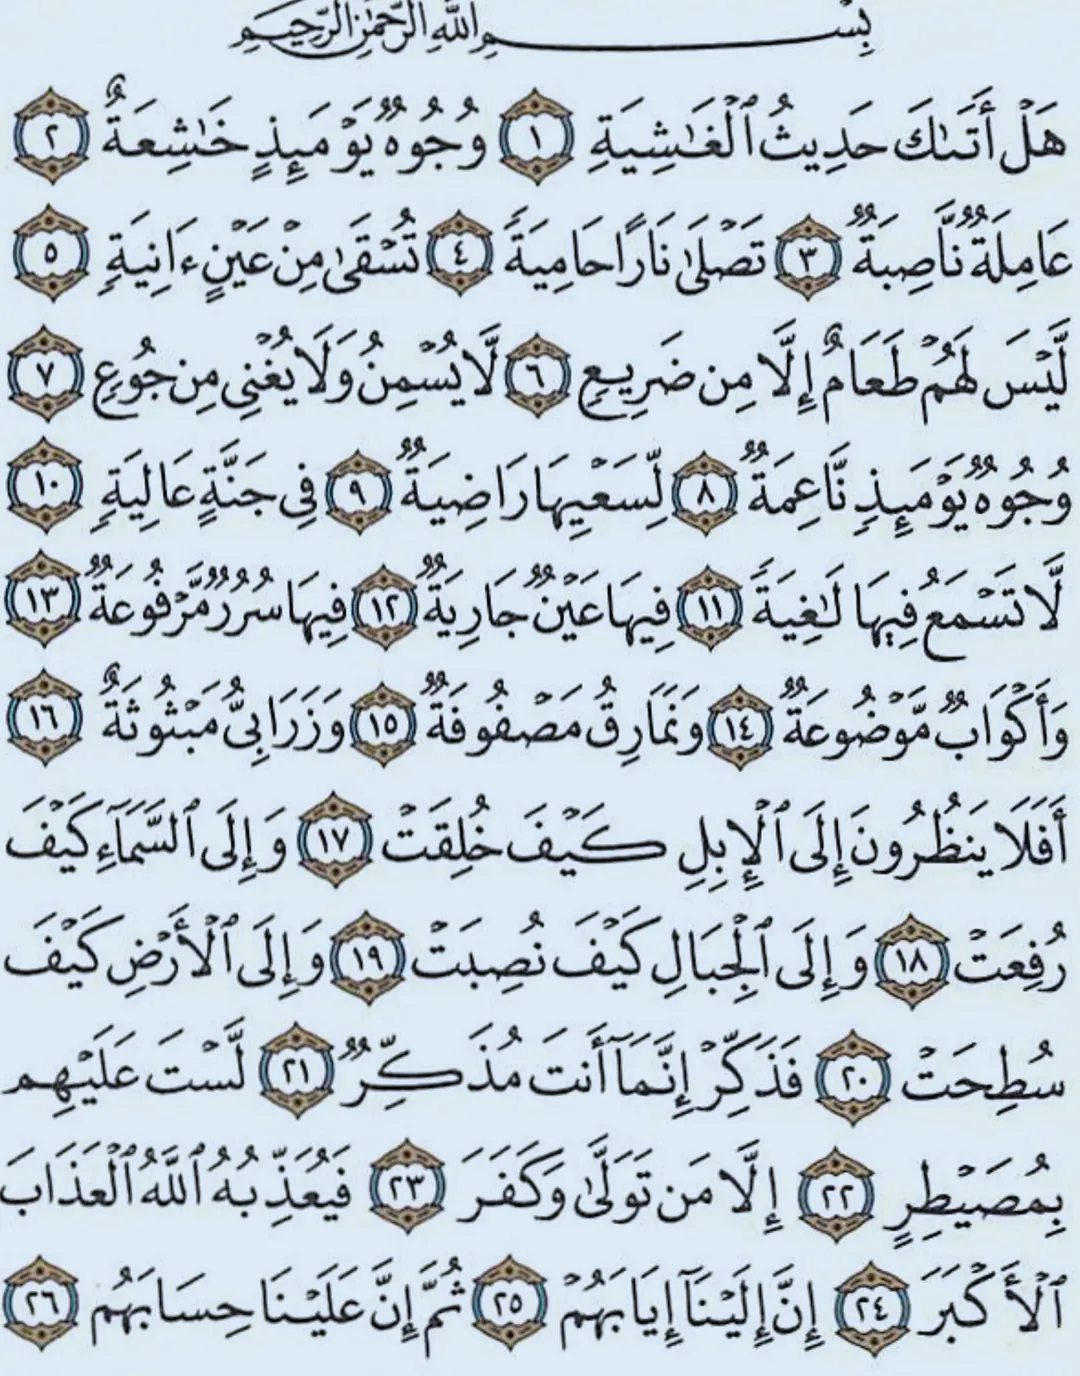 بِسْمِ اللَّهِ الرَّحْمَٰنِ الرَّحِيمِ
هَلْ أَتَىٰكَ حَدِيثُ ٱلْغَٰشِيَةِ ١ وُجُوهٌ يَوْمَئِذٍ خَٰشِعَةٌ ٢
عَامِلَةٌ نَّاصِبَةٌ ٣ تَصْلَىٰ نَارًا حَامِيَةً ٤ تُسْقَىٰ مِنْ عَيْنٍ ءَانِيَةٍ ٥
لَّيْسَ لَهُمْ طَعَامٌ إِلَّا مِن ضَرِيعٍ ٦ لَّا يُسْمِنُ وَلَا يُغْنِى مِن جُوعٍ ٧
وُجُوهٌ يَوْمَئِذٍ نَّاعِمَةٌ ٨ لِّسَعْيِهَا رَاضِيَةٌ ٩ فِى جَنَّةٍ عَالِيَةٍ ١٠
لَّا تَسْمَعُ فِيهَا لَٰغِيَةً ١١ فِيهَا عَيْنٌ جَارِيَةٌ ١٢ فِيهَا سُرُرٌ مَّرْفُوعَةٌ ١٣
وَأَكْوَابٌ مَّوْضُوعَةٌ ١٤ وَنَمَارِقُ مَصْفُوفَةٌ ١٥ وَزَرَابِىُّ مَبْثُوثَةٌ ١٦
أَفَلَا يَنظُرُونَ إِلَى ٱلْإِبِلِ كَيْفَ خُلِقَتْ ١٧ وَإِلَى ٱلسَّمَآءِ كَيْفَ
رُفِعَتْ ١٨ وَإِلَى ٱلْجِبَالِ كَيْفَ نُصِبَتْ ١٩ وَإِلَى ٱلْأَرْضِ كَيْفَ
سُطِحَتْ ٢٠ فَذَكِّرْ إِنَّمَآ أَنتَ مُذَكِّرٌ ٢١ لَّسْتَ عَلَيْهِم
بِمُصَيْطِرٍ ٢٢ إِلَّا مَن تَوَلَّىٰ وَكَفَرَ ٢٣ فَيُعَذِّبُهُ ٱللَّهُ ٱلْعَذَابَ
ٱلْأَكْبَرَ ٢٤ إِنَّ إِلَيْنَآ إِيَابَهُمْ ٢٥ ثُمَّ إِنَّ عَلَيْنَا حِسَابَهُم ٢٦